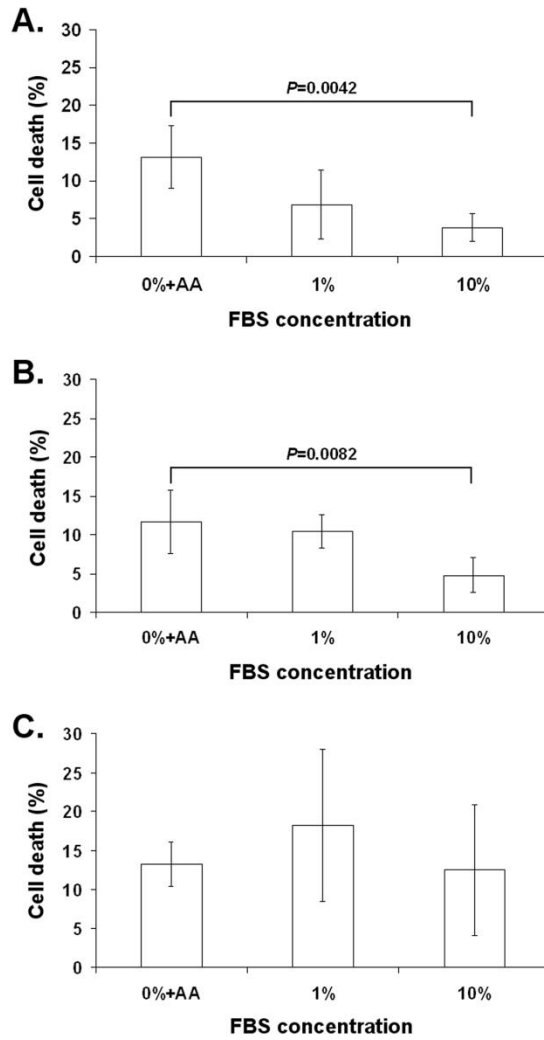 A.
Cell death (%)
30
25
20
15
10
5
0
P=0.0042
0%+AA 1% 10%
FBS concentration
B.
Cell death (%)
30
25
20
15
10
5
0
P=0.0082
0%+AA 1% 10%
FBS concentration
C.
Cell death (%)
30
25
20
15
10
5
0
0%+AA 1% 10%
FBS concentration